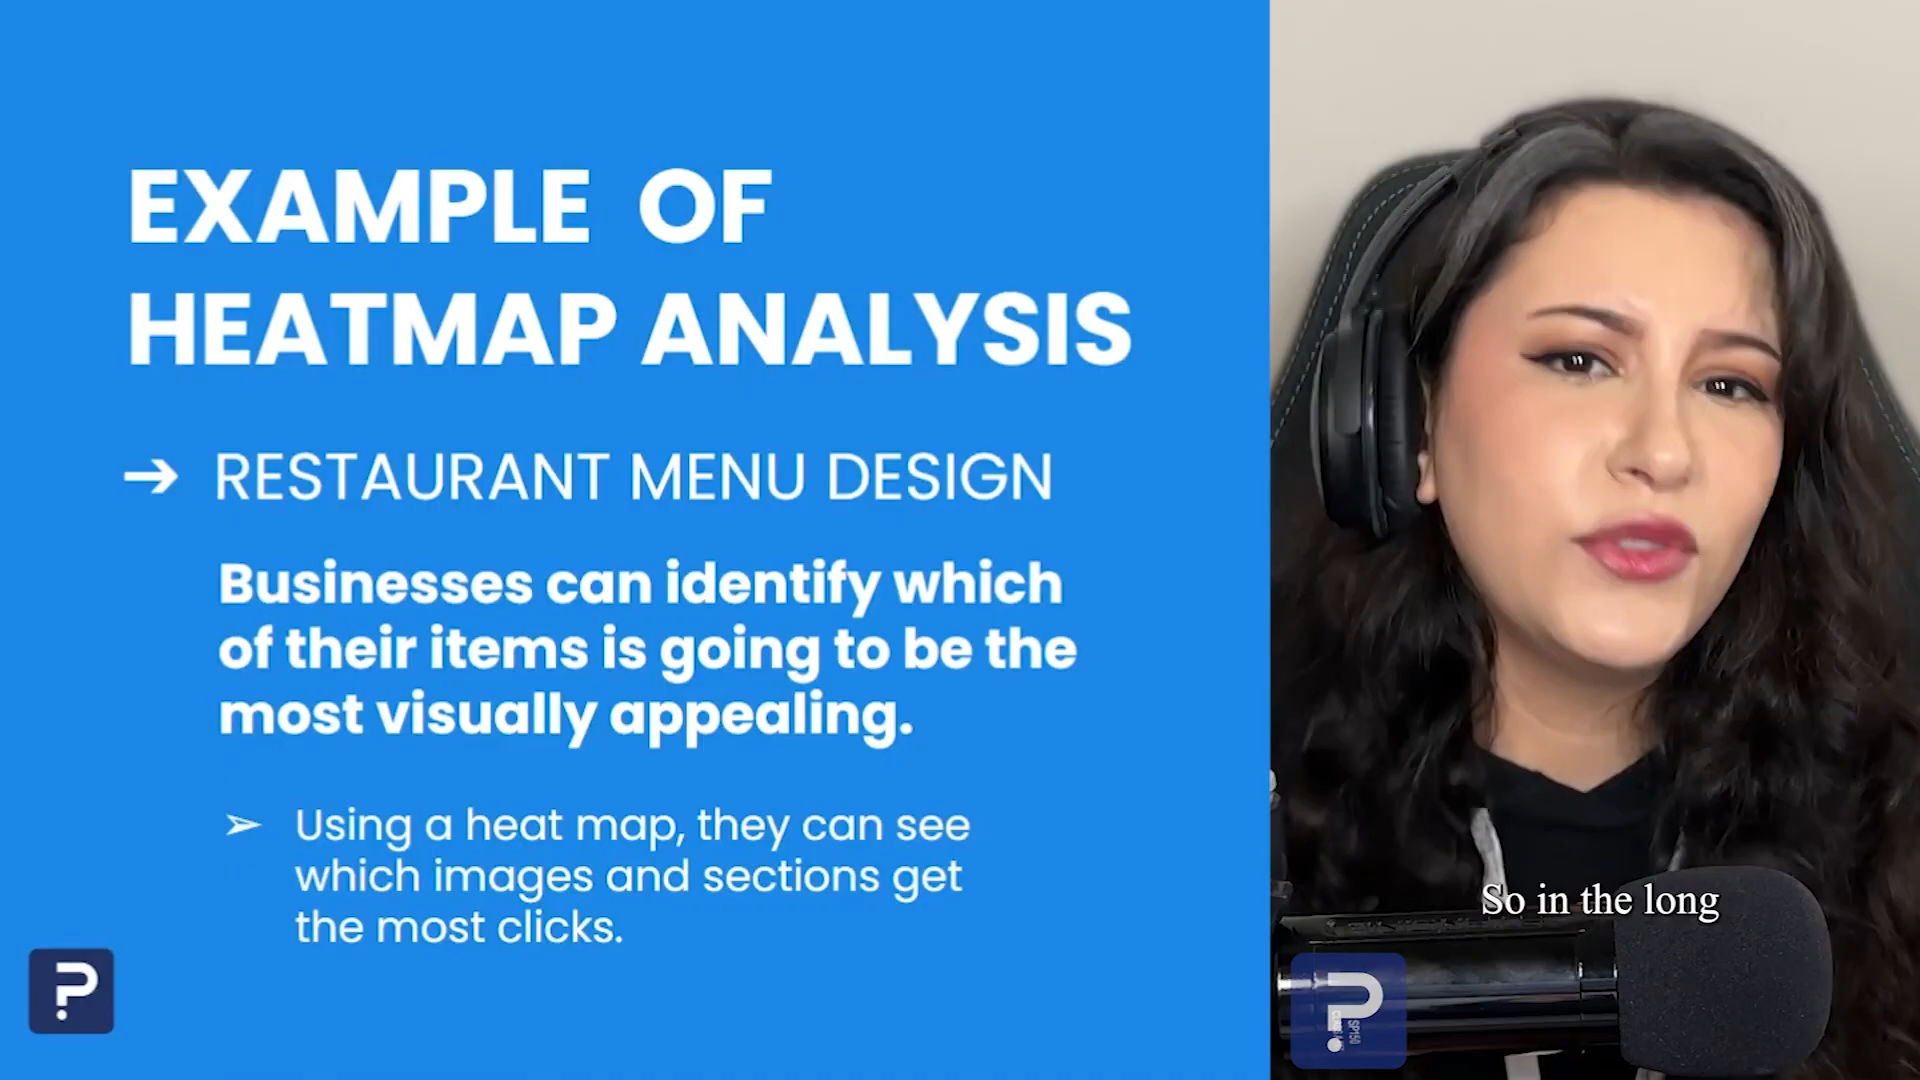 EXAMPLE OF
HEATMAP ANALYSIS
➔ RESTAURANT MENU DESIGN
Businesses can identify which
of their items is going to be the
most visually appealing.
➢ Using a heat map, they can see
which images and sections get
the most clicks.
So in the long
SP150